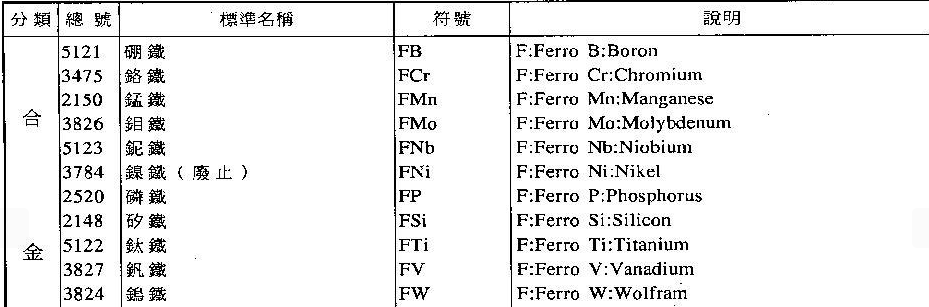 分類 總號 標準名稱 符號 說明
5121 硼鐵 FB F:Ferro B:Boron
3475 鉻鐵 FCr F:Ferro Cr:Chromium
2150 錳鐵 FMn F:Ferro Mn:Manganese
合
3826 鉬鐵 FMo F:Ferro Mo:Molybdenum
5123 鈮鐵 FNb F:Ferro Nb:Niobium
3784 鎳鐵(廢止) FNi F:Ferro Ni:Nikel
2520 磷鐵 FP F:Ferro P:Phosphorus
2148 矽鐵 FSi F:Ferro Si:Silicon
金
5122 鈦鐵 FTi F:Ferro Ti:Titanium
3827 釩鐵 FV F:Ferro V:Vanadium
3824 鎢鐵 FW F:Ferro W:Wolfram